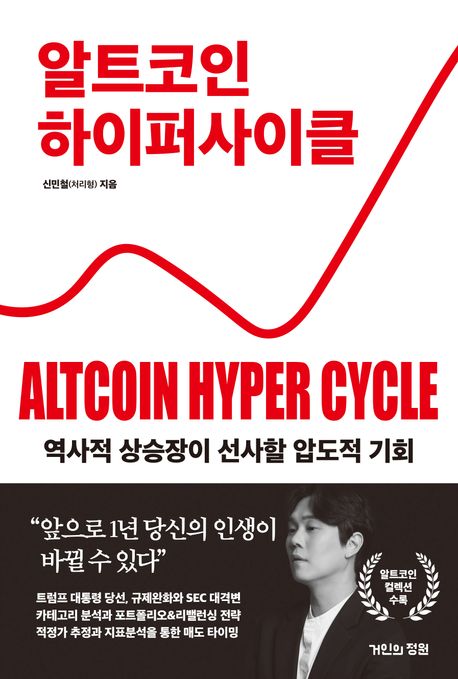 알트코인
하이퍼사이클
신민철(처리형) 지음
ALTCOIN HYPER CYCLE
역사적 상승장이 선사할 압도적 기회
“앞으로 1년 당신의 인생이
바뀔 수 있다”
트럼프 대통령 당선, 규제완화와 SEC 대격변
카테고리 분석과 포트폴리오&리밸런싱 전략
적정가 추정과 지표분석을 통한 매도 타이밍
알트코인
컬렉션
수록
거인의 정원